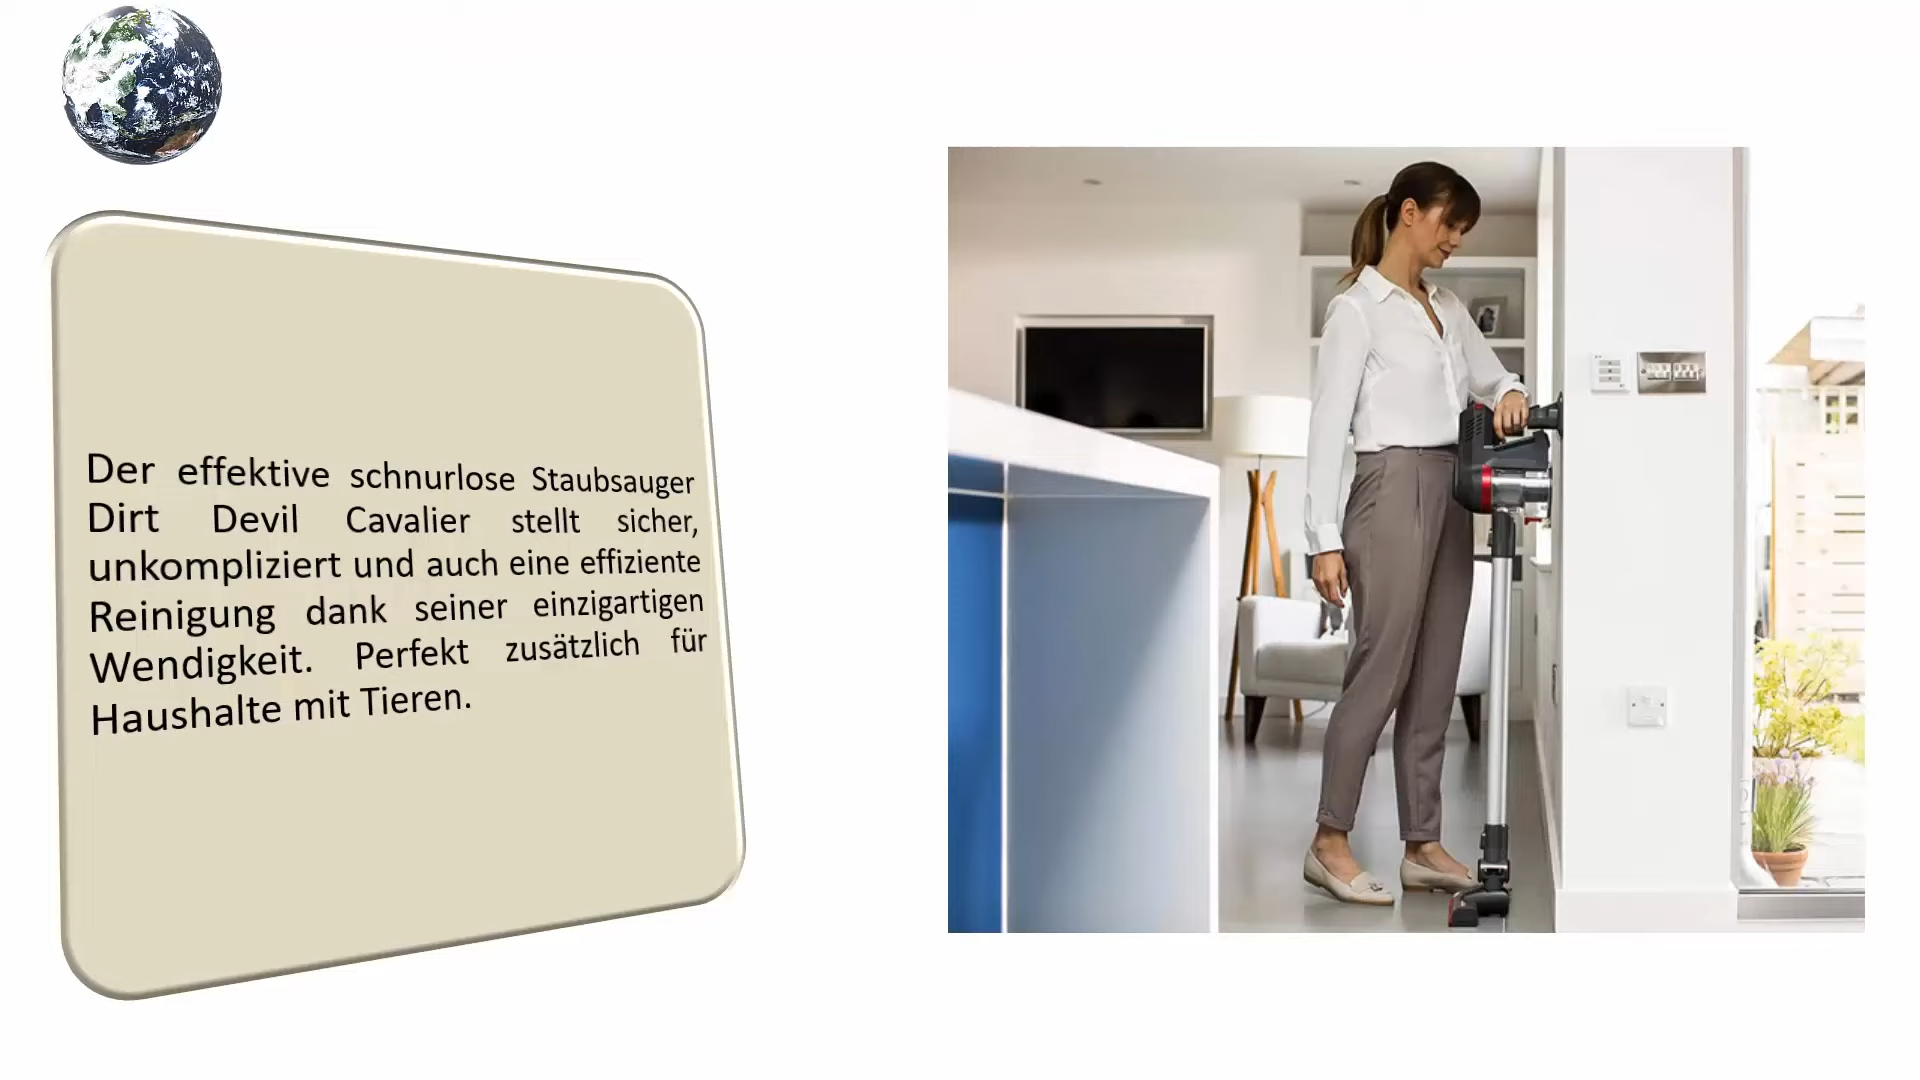 Der effektive schnurlose Staubsauger
Dirt Devil Cavalier stellt sicher,
unkompliziert und auch eine effiziente
Reinigung dank seiner einzigartigen
Wendigkeit. Perfekt zusätzlich für
Haushalte mit Tieren.